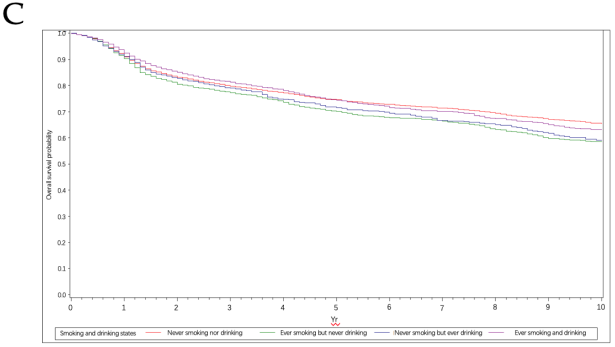 C
1.0
0.9
0.8
0.7
0.6
0.5
0.4
0.3
0.2
0.1
0.0
Overall survival probability
0 1 2 3 4 5 6 7 8 9 10
Yr
Smoking and drinking states Never smoking nor drinking Ever smoking but never drinking Never smoking but ever drinking Ever smoking and drinking